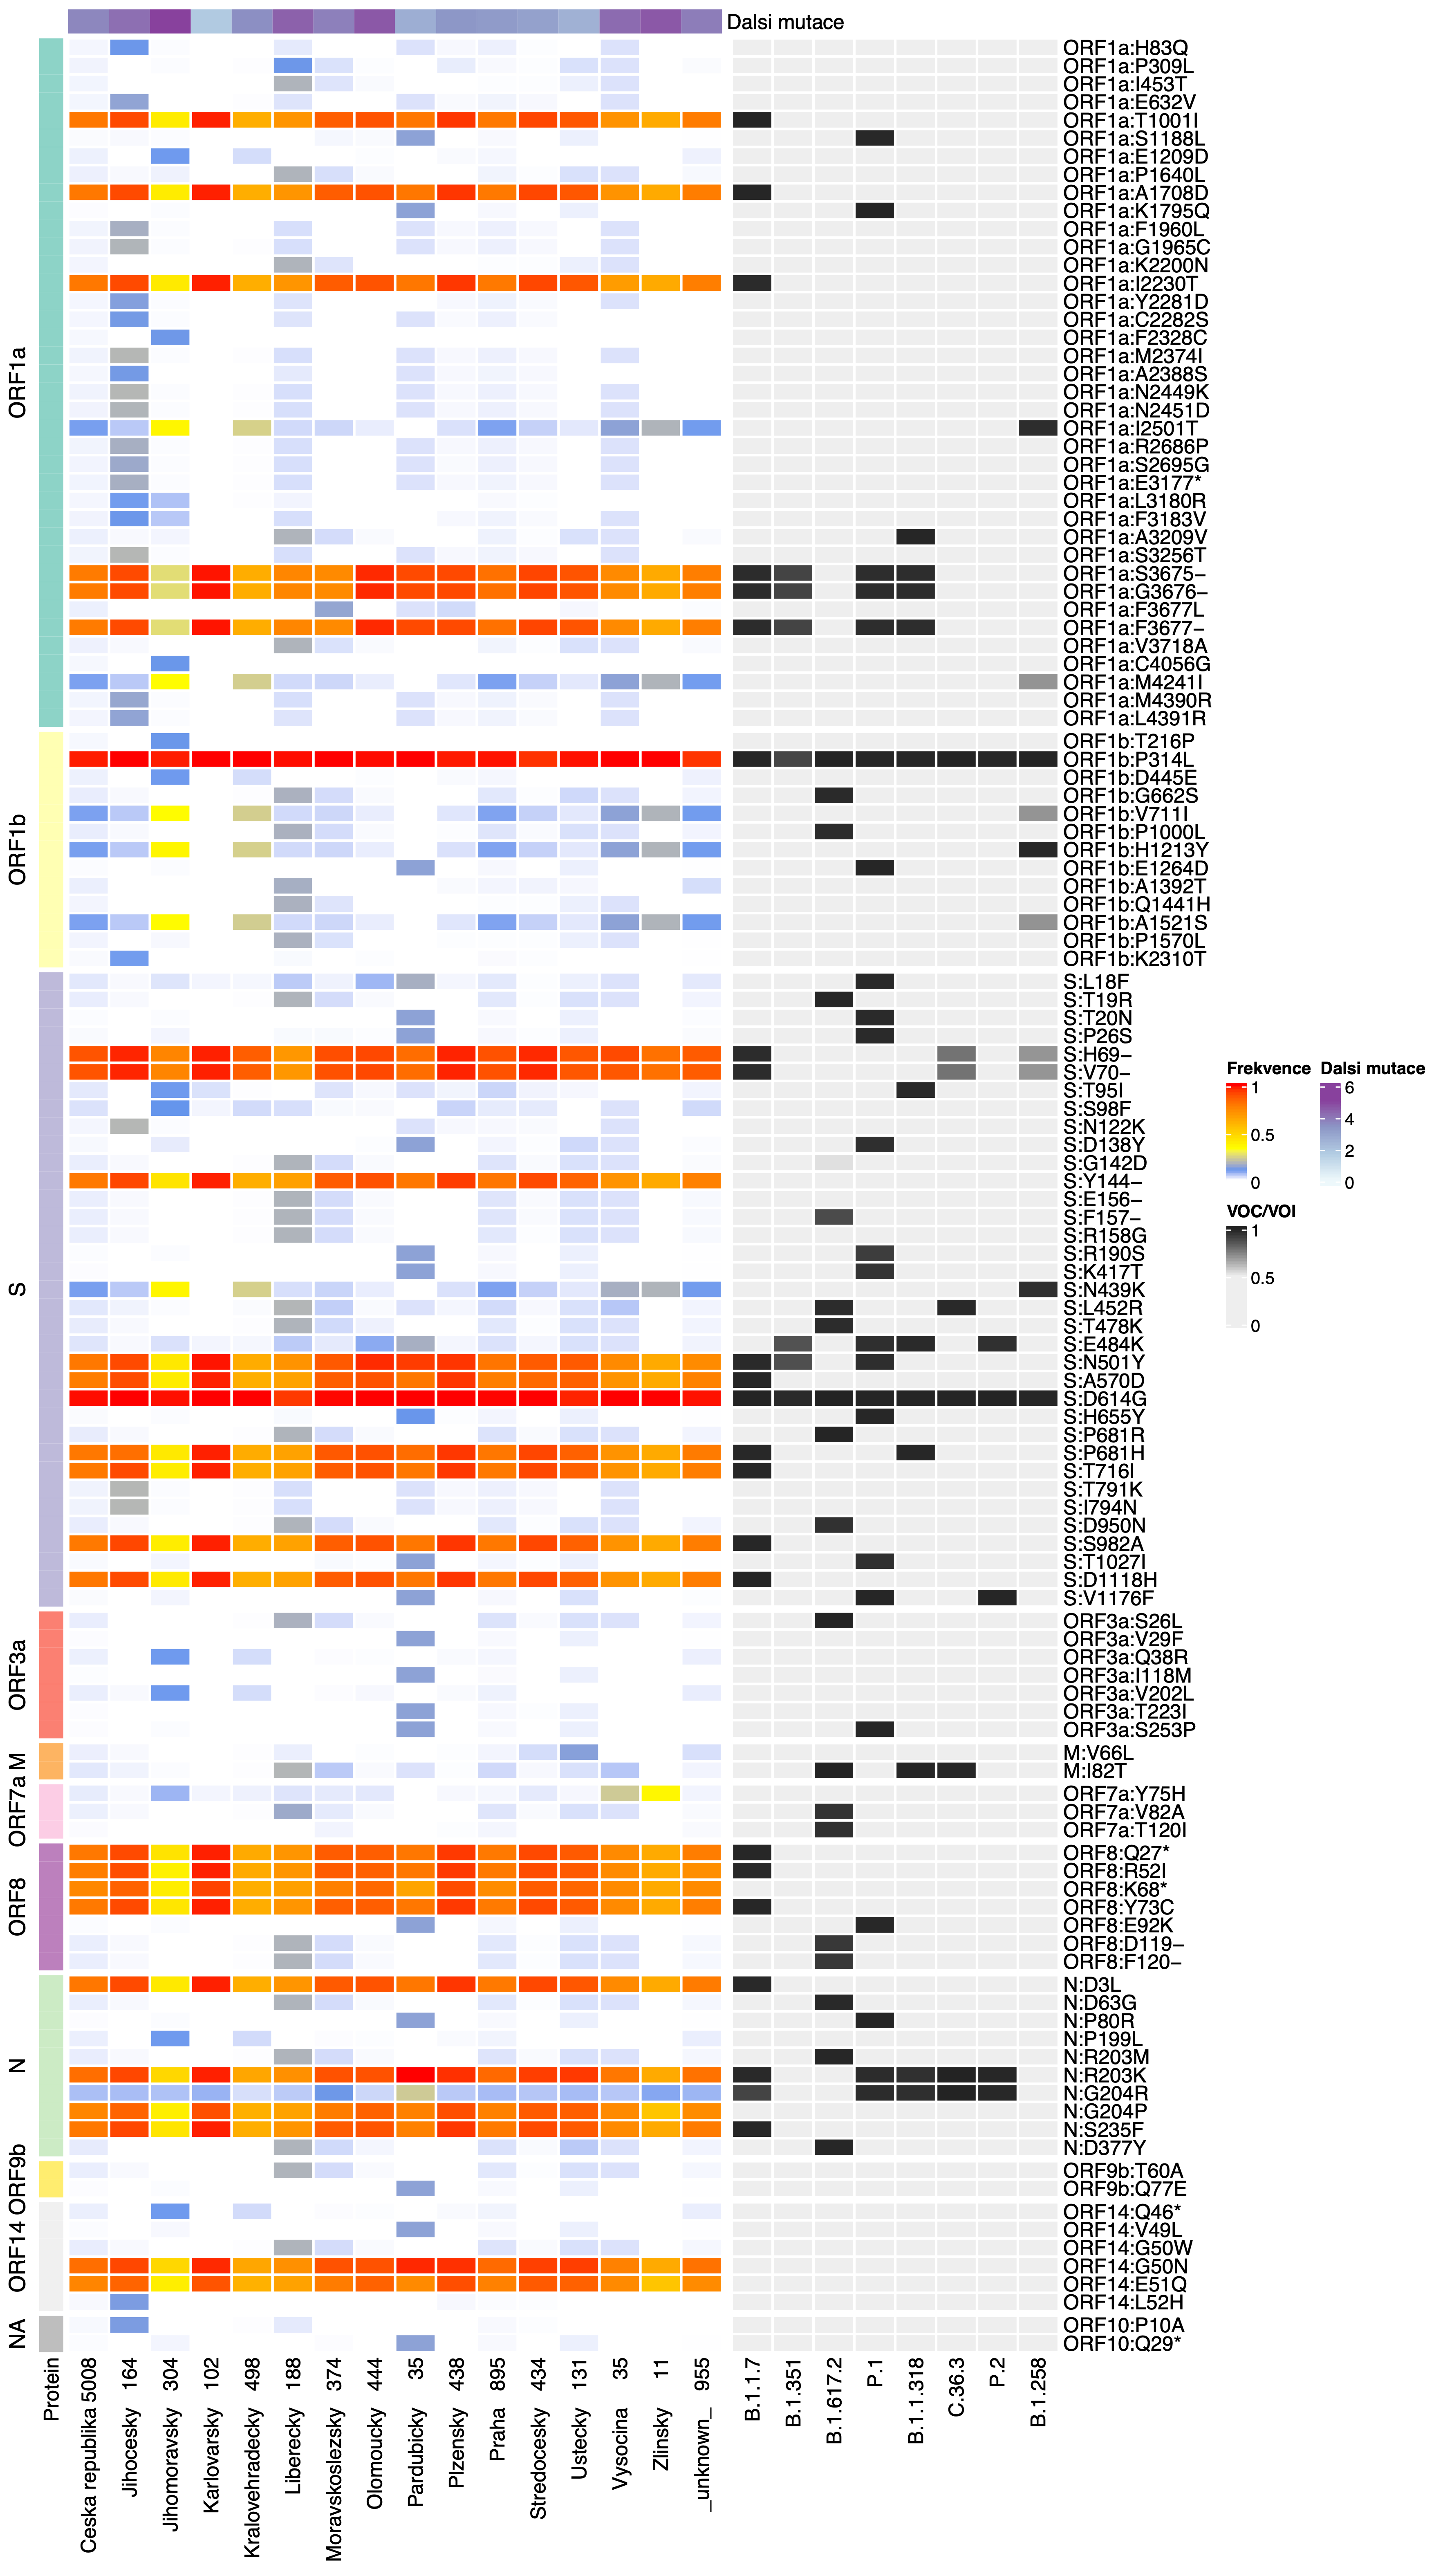 Dalsi mutace
ORF1a
ORF1a:H83Q
ORF1a:P309L
ORF1a:I453T
ORF1a:E632V
ORF1a:T1001I
ORF1a:S1188L
ORF1a:E1209D
ORF1a:P1640L
ORF1a:A1708D
ORF1a:K1795Q
ORF1a:F1960L
ORF1a:G1965C
ORF1a:K2200N
ORF1a:I2230T
ORF1a:Y2281D
ORF1a:C2282S
ORF1a:F2328C
ORF1a:M2374I
ORF1a:A2388S
ORF1a:N2449K
ORF1a:N2451D
ORF1a:I2501T
ORF1a:R2686P
ORF1a:S2695G
ORF1a:E3177*
ORF1a:L3180R
ORF1a:F3183V
ORF1a:A3209V
ORF1a:S3256T
ORF1a:S3675−
ORF1a:G3676−
ORF1a:F3677L
ORF1a:F3677−
ORF1a:V3718A
ORF1a:C4056G
ORF1a:M4241I
ORF1a:M4390R
ORF1a:L4391R
ORF1b
ORF1b:T216P
ORF1b:P314L
ORF1b:D445E
ORF1b:G662S
ORF1b:V711I
ORF1b:P1000L
ORF1b:H1213Y
ORF1b:E1264D
ORF1b:A1392T
ORF1b:Q1441H
ORF1b:A1521S
ORF1b:P1570L
ORF1b:K2310T
S
S:L18F
S:T19R
S:T20N
S:P26S
S:H69−
S:V70−
S:T95I
S:S98F
S:N122K
S:D138Y
S:G142D
S:Y144−
S:E156−
S:F157−
S:R158G
S:R190S
S:K417T
S:N439K
S:L452R
S:T478K
S:E484K
S:N501Y
S:A570D
S:D614G
S:H655Y
S:P681R
S:P681H
S:T716I
S:T791K
S:I794N
S:D950N
S:S982A
S:T1027I
S:D1118H
S:V1176F
ORF3a
ORF3a:S26L
ORF3a:V29F
ORF3a:Q38R
ORF3a:I118M
ORF3a:V202L
ORF3a:T223I
ORF3a:S253P
M
M:V66L
M:I82T
ORF7a
ORF7a:Y75H
ORF7a:V82A
ORF7a:T120I
ORF8
ORF8:Q27*
ORF8:R52I
ORF8:K68*
ORF8:Y73C
ORF8:E92K
ORF8:D119−
ORF8:F120−
N
N:D3L
N:D63G
N:P80R
N:P199L
N:R203M
N:R203K
N:G204R
N:G204P
N:S235F
N:D377Y
ORF9b
ORF9b:T60A
ORF9b:Q77E
ORF14
ORF14:Q46*
ORF14:V49L
ORF14:G50W
ORF14:G50N
ORF14:E51Q
ORF14:L52H
NA
ORF10:P10A
ORF10:Q29*
Protein
Ceska republika 5008
Jihocesky 164
Jihomoravsky 304
Karlovarsky 102
Kralovehradecky 498
Liberecky 188
Moravskoslezsky 374
Olomoucky 444
Pardubicky 35
Plzensky 438
Praha 895
Stredocesky 434
Ustecky 131
Vysocina 35
Zlinsky 11
_unknown_ 955
B.1.1.7
B.1.351
B.1.617.2
P.1
B.1.1.318
C.36.3
P.2
B.1.258
Frekvence
1
0.5
0
Dalsi mutace
6
4
2
0
VOC/VOI
1
0.5
0